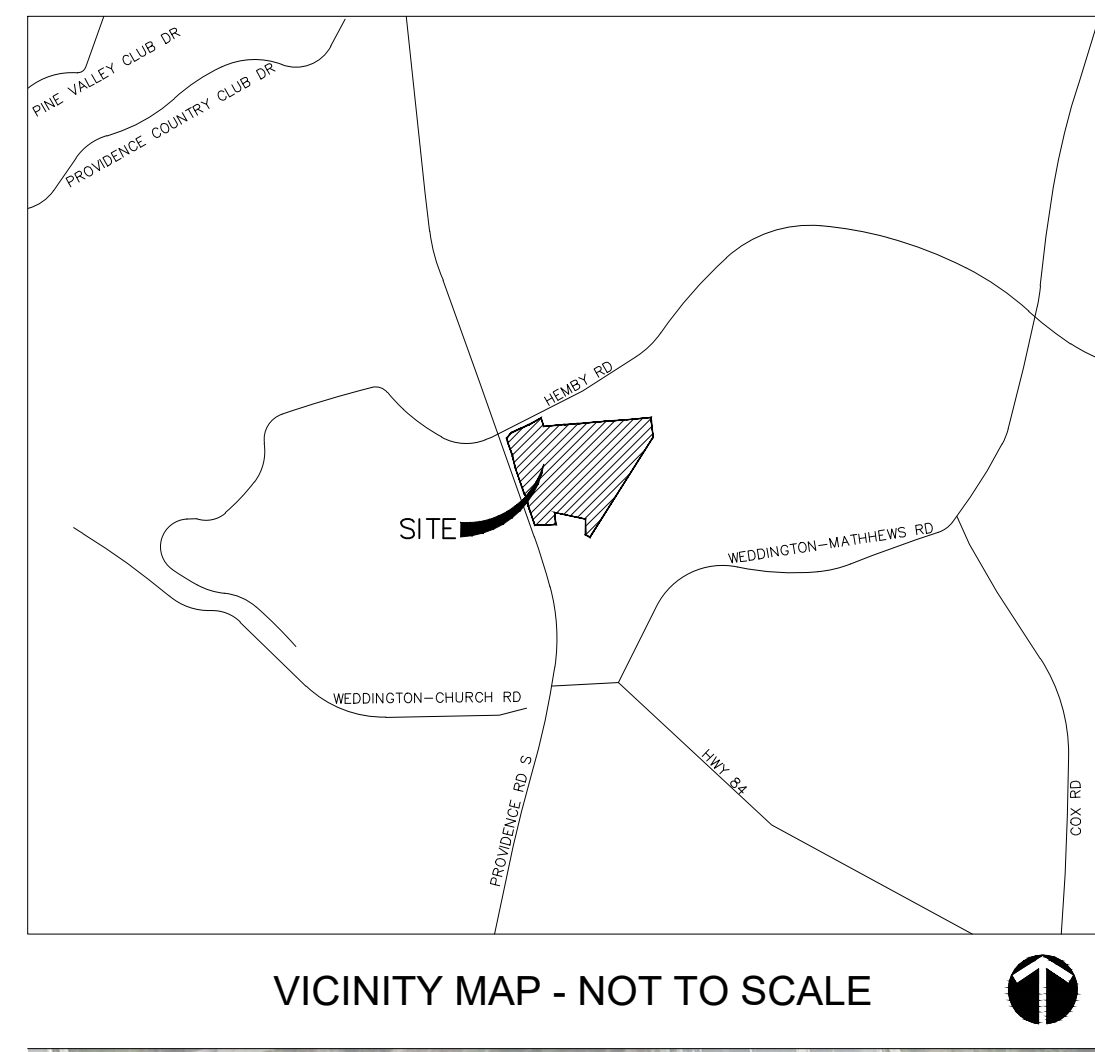 PINE VALLEY CLUB DR
PROVIDENCE COUNTRY CLUB DR
HEMBY RD
SITE
WEDDINGTON-MATHHEWS RD
WEDDINGTON-CHURCH RD
PROVIDENCE RD S
HWY 84
COX RD
VICINITY MAP - NOT TO SCALE